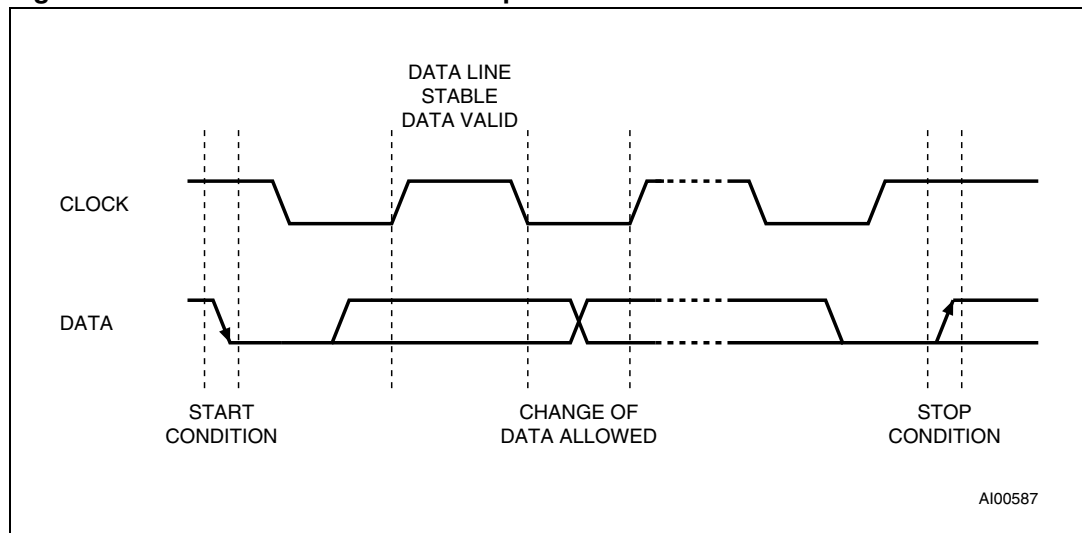 DATA LINE
STABLE
DATA VALID
CLOCK
DATA
START
CONDITION
CHANGE OF
DATA ALLOWED
STOP
CONDITION
AI00587